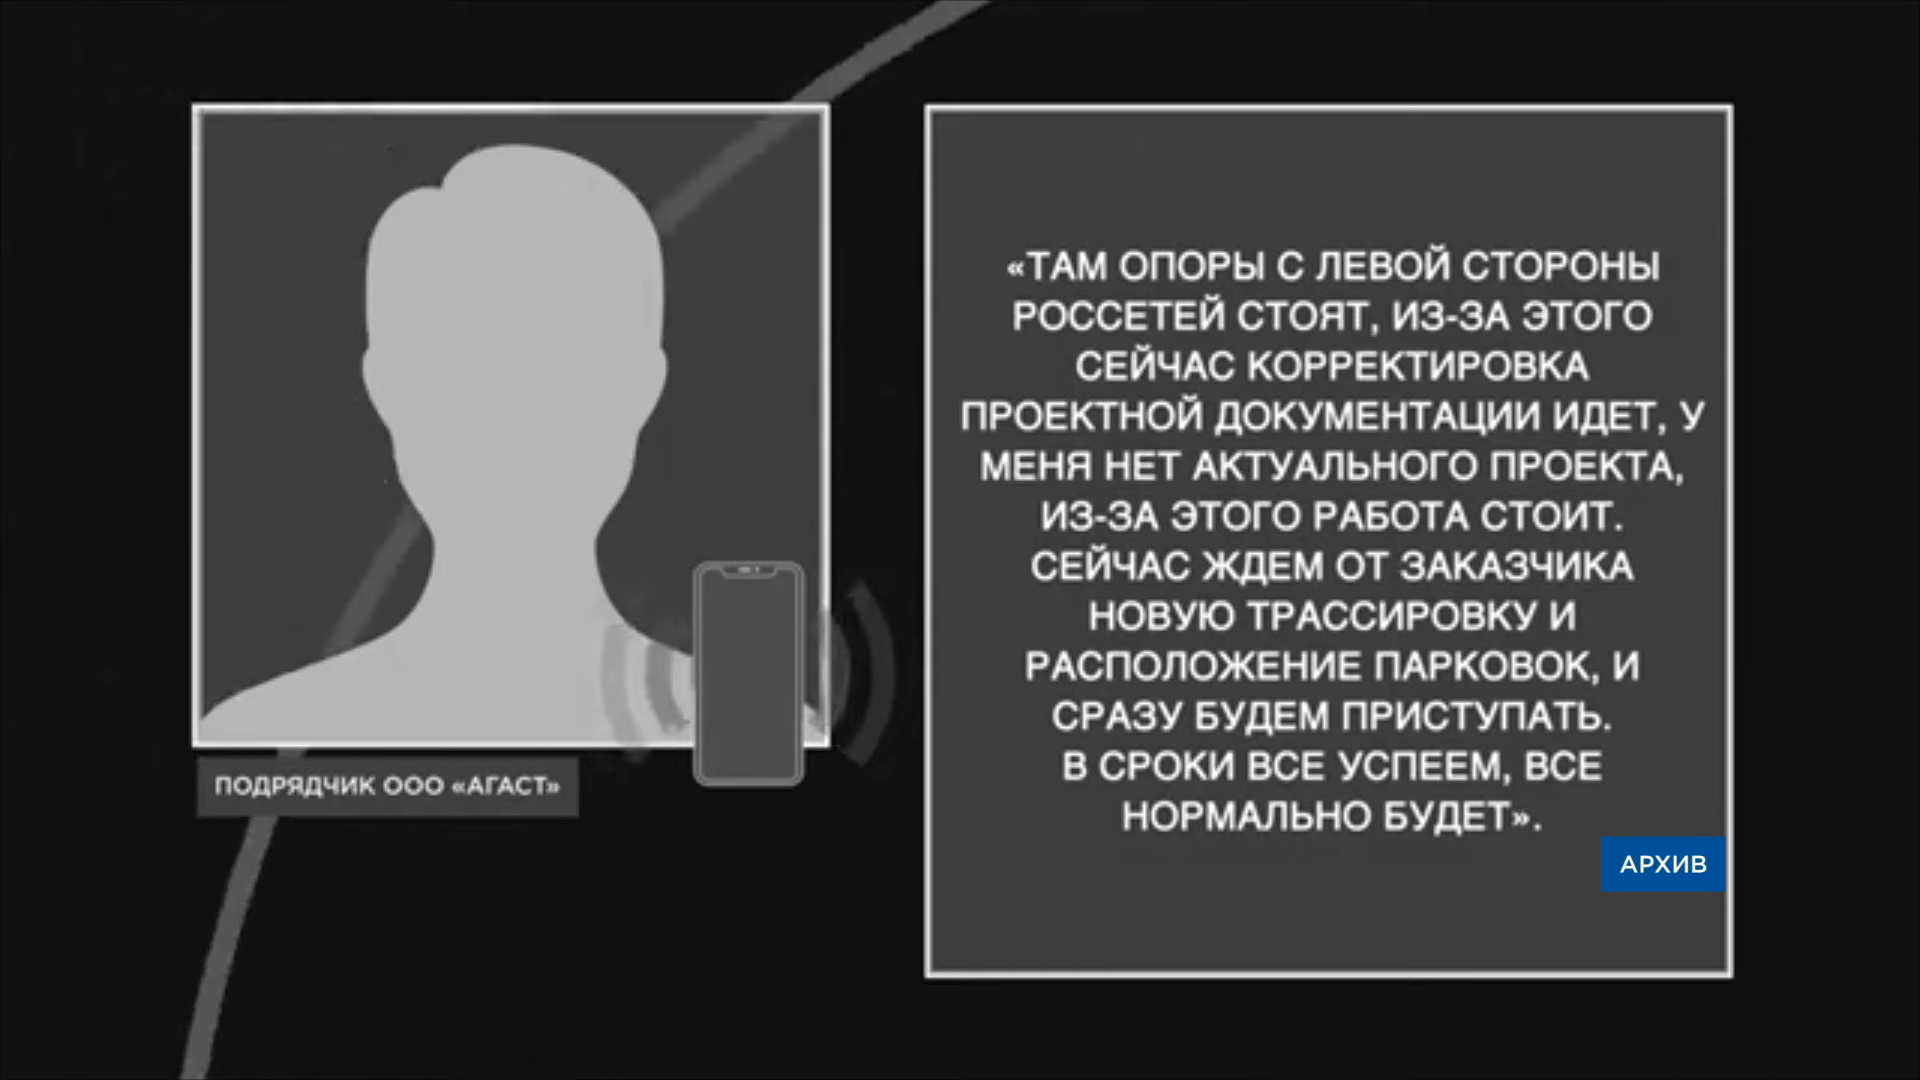 ПОДРЯДЧИК ООО «АГАСТ»
«ТАМ ОПОРЫ С ЛЕВОЙ СТОРОНЫ
РОССЕТЕЙ СТОЯТ, ИЗ-ЗА ЭТОГО
СЕЙЧАС КОРРЕКТИРОВКА
ПРОЕКТНОЙ ДОКУМЕНТАЦИИ ИДЕТ, У
МЕНЯ НЕТ АКТУАЛЬНОГО ПРОЕКТА,
ИЗ-ЗА ЭТОГО РАБОТА СТОИТ.
СЕЙЧАС ЖДЕМ ОТ ЗАКАЗЧИКА
НОВУЮ ТРАССИРОВКУ И
РАСПОЛОЖЕНИЕ ПАРКОВОК, И
СРАЗУ БУДЕМ ПРИСТУПАТЬ.
В СРОКИ ВСЕ УСПЕЕМ, ВСЕ
НОРМАЛЬНО БУДЕТ».
АРХИВ